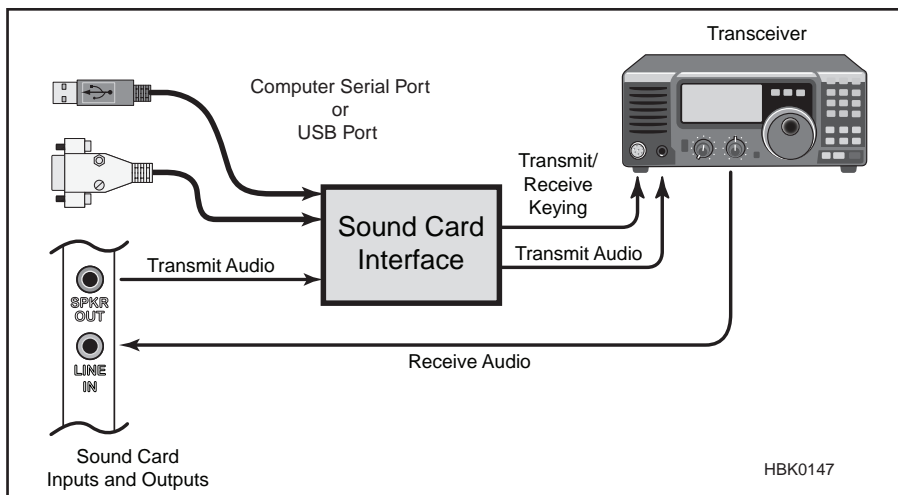 Transceiver
Computer Serial Port
or
USB Port
Transmit/
Receive
Keying
Sound Card
Interface
Transmit Audio
Transmit Audio
SPKR
OUT
LINE
IN
Receive Audio
Sound Card
Inputs and Outputs
HBK0147